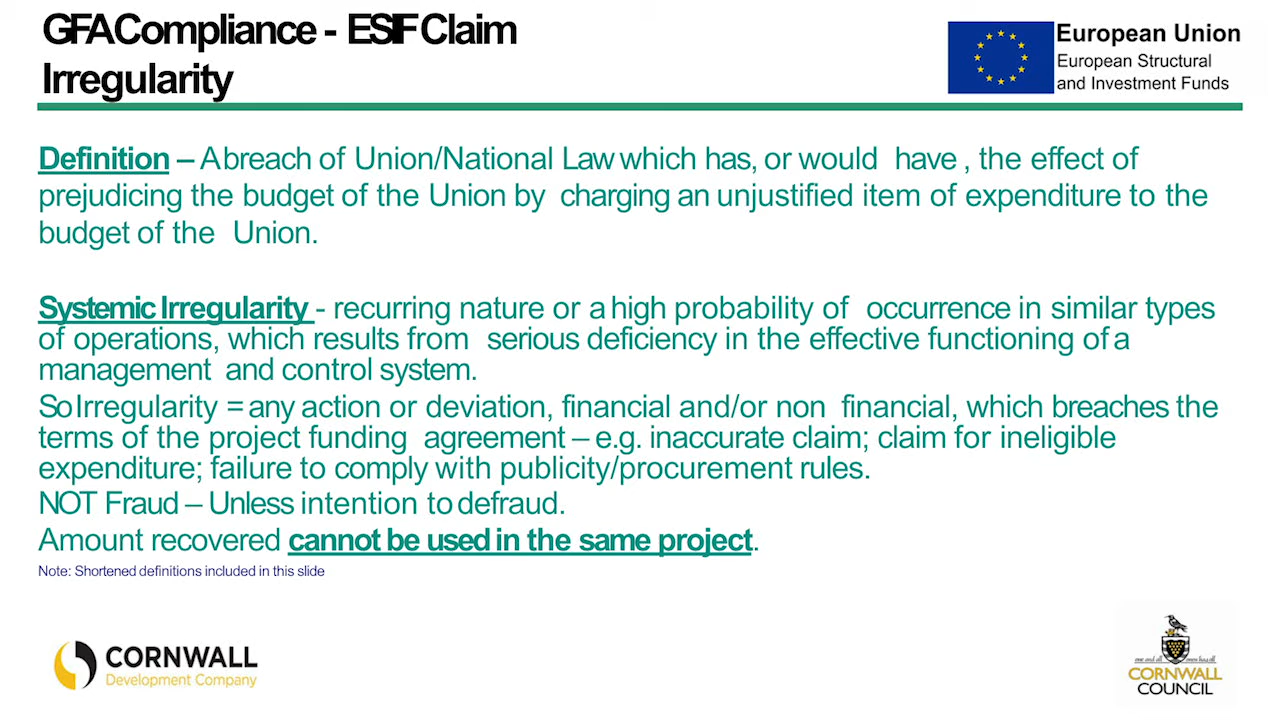 GFA Compliance - ESIF Claim
Irregularity
European Union
European Structural
and Investment Funds
Definition – A breach of Union/National Law which has, or would have , the effect of
prejudicing the budget of the Union by charging an unjustified item of expenditure to the
budget of the Union.
Systemic Irregularity - recurring nature or a high probability of occurrence in similar types
of operations, which results from serious deficiency in the effective functioning of a
management and control system.
So Irregularity = any action or deviation, financial and/or non financial, which breaches the
terms of the project funding agreement – e.g. inaccurate claim; claim for ineligible
expenditure; failure to comply with publicity/procurement rules.
NOT Fraud – Unless intention to defraud.
Amount recovered cannot be used in the same project.
Note: Shortened definitions included in this slide
CORNWALL
Development Company
one and all
CORNWALL
COUNCIL